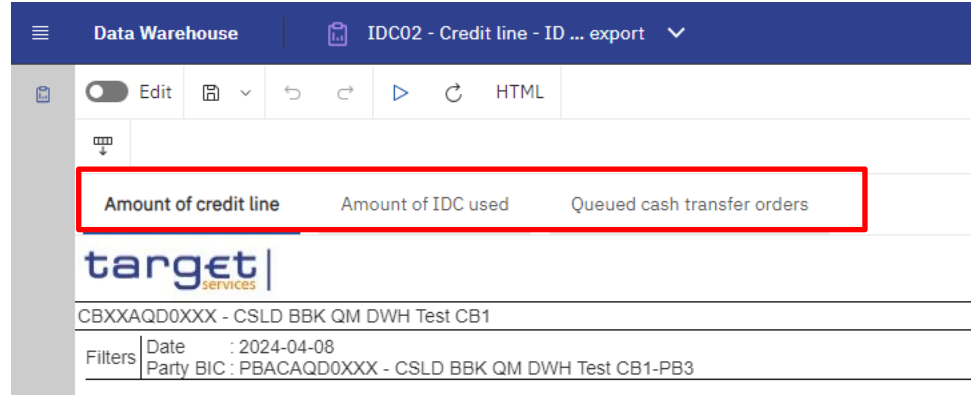 Data Warehouse IDC02 - Credit line - ID ... export
Edit HTML
Amount of credit line Amount of IDC used Queued cash transfer orders
target
services
CBXXAQD0XXX - CSLD BBK QM DWH Test CB1
Filters Date : 2024-04-08
Party BIC : PBACAQD0XXX - CSLD BBK QM DWH Test CB1-PB3